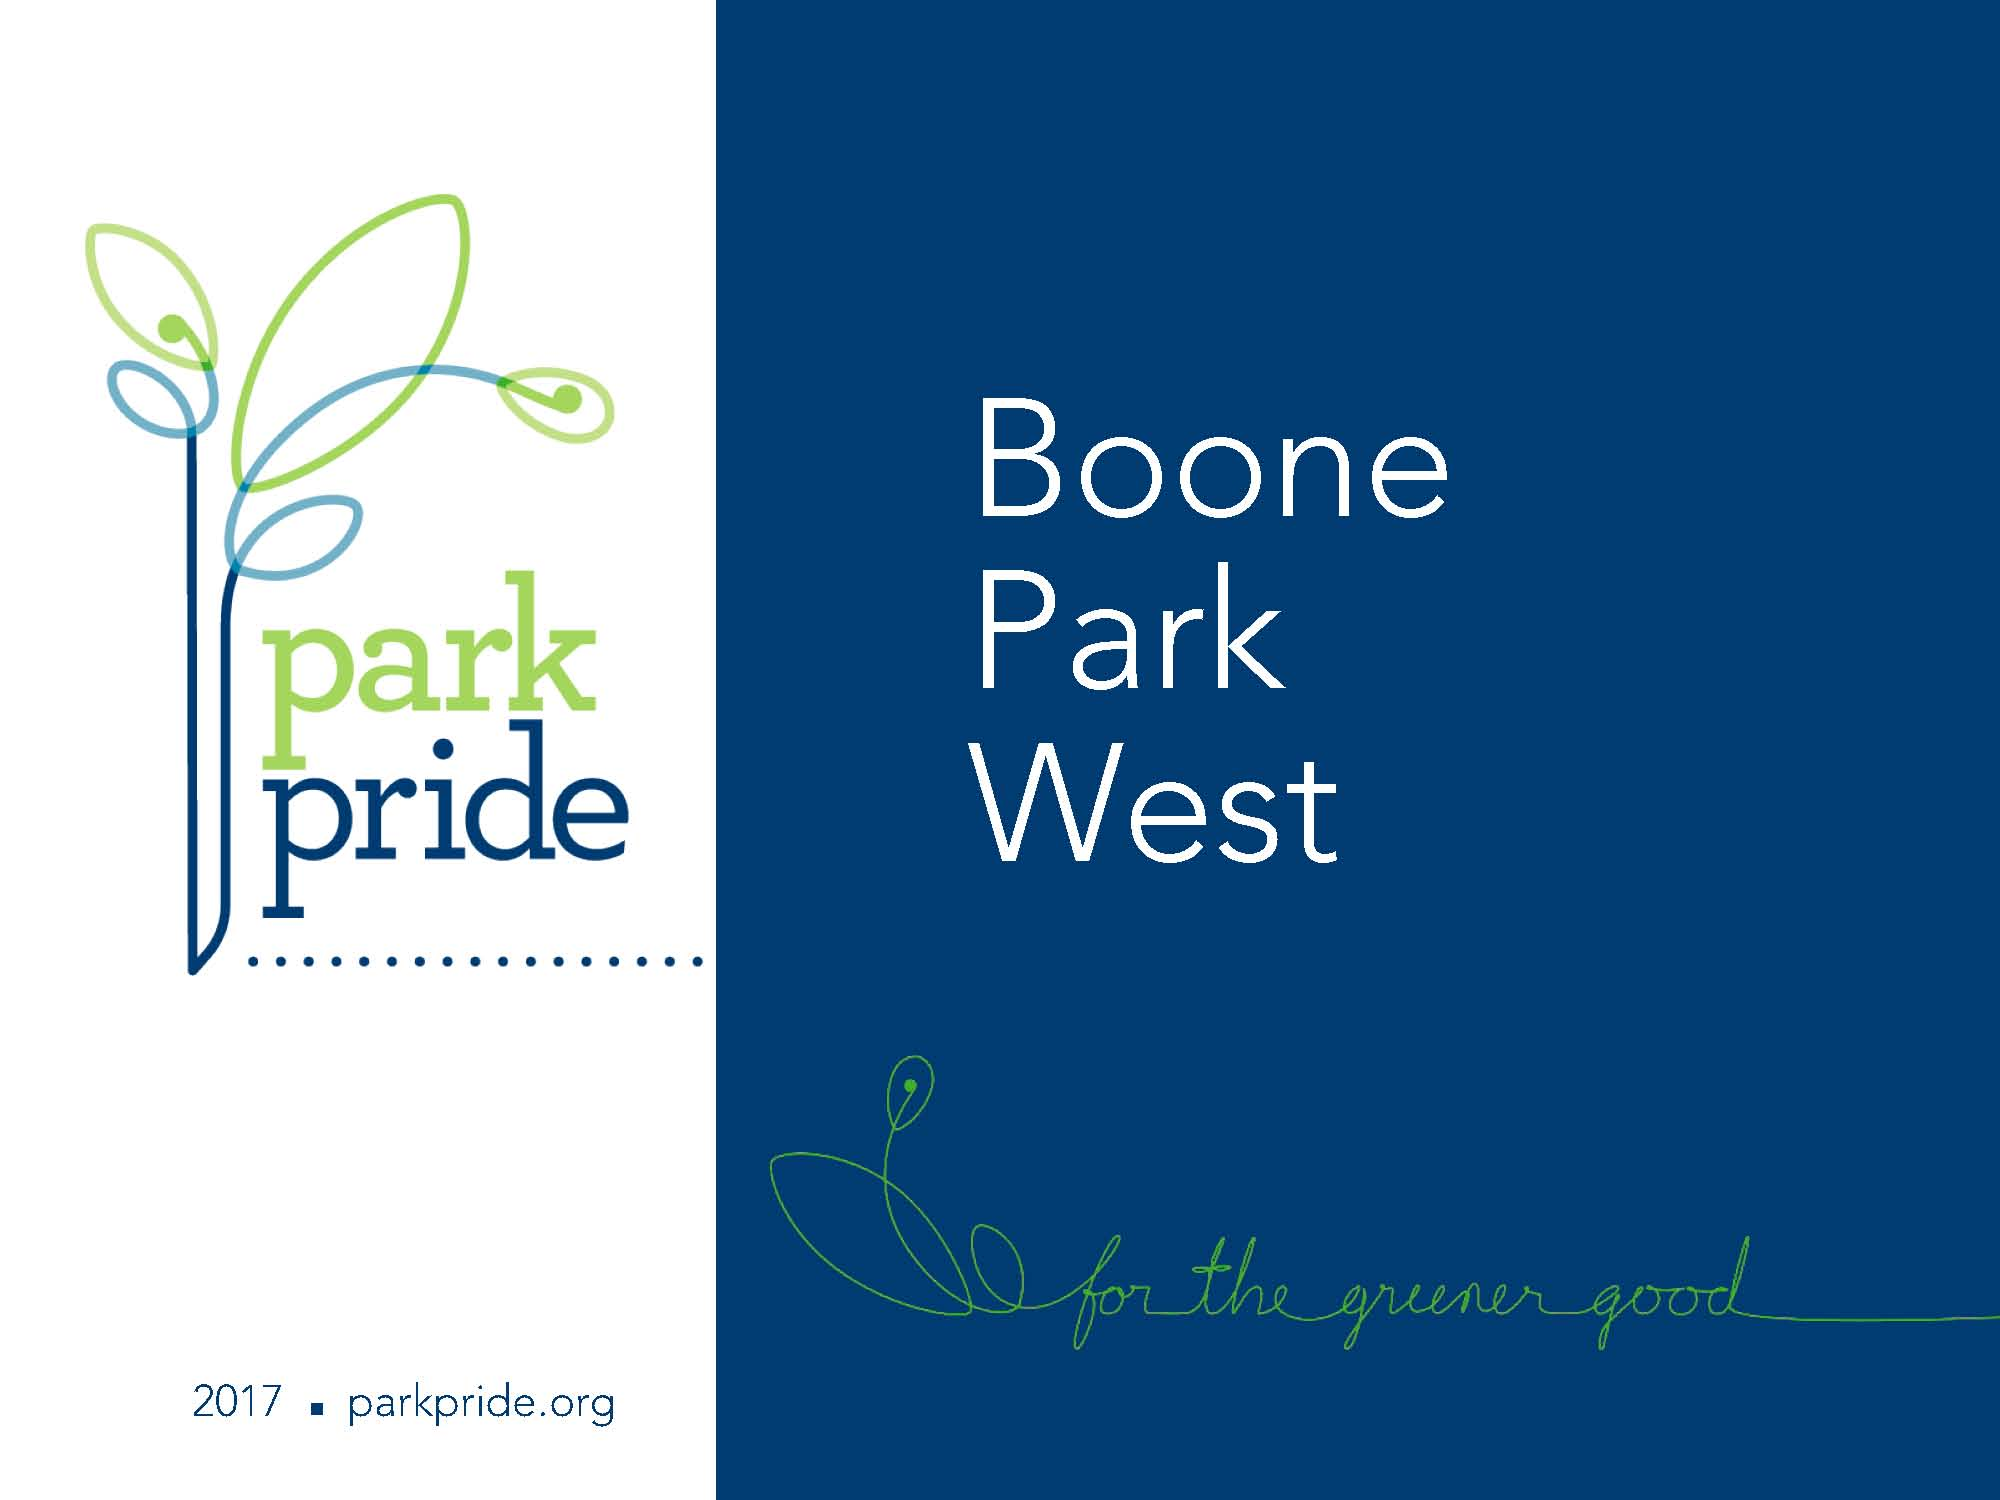 park
pride
2017 ▪ parkpride.org
Boone
Park
West
for the greener good